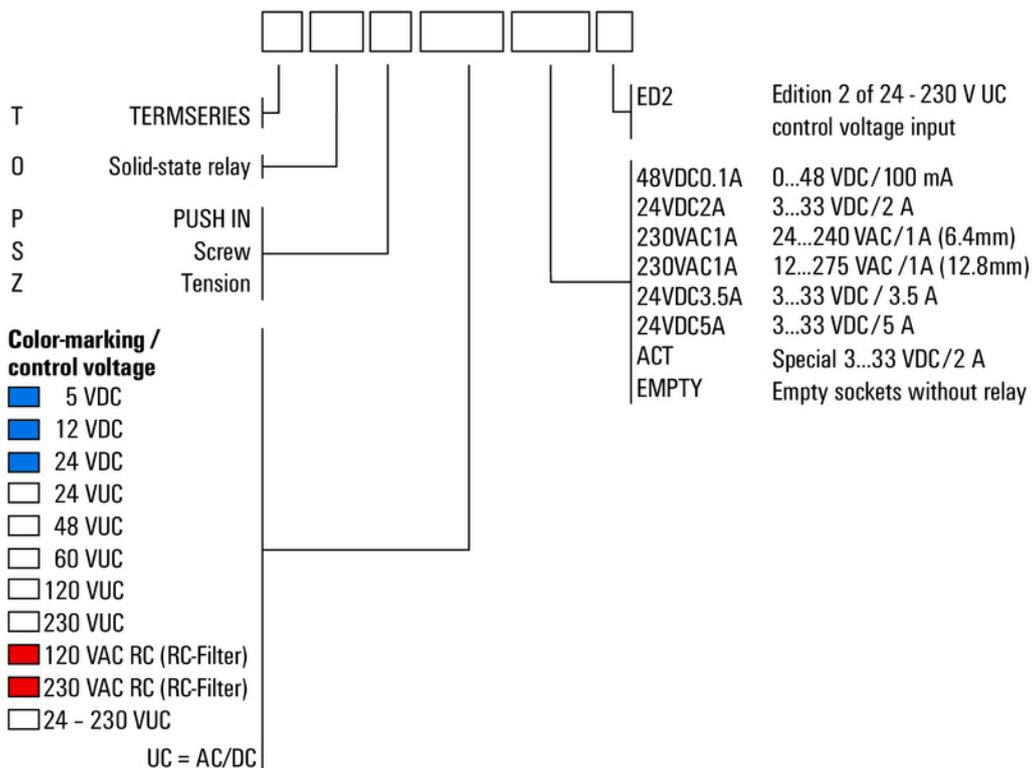 T TERMSERIES
O Solid-state relay
P PUSH IN
S Screw
Z Tension
Color-marking /
control voltage
5 VDC
12 VDC
24 VDC
24 VUC
48 VUC
60 VUC
120 VUC
230 VUC
120 VAC RC (RC-Filter)
230 VAC RC (RC-Filter)
24 – 230 VUC
UC = AC/DC
ED2 Edition 2 of 24 - 230 V UC
control voltage input
48VDC0.1A 0...48 VDC/100 mA
24VDC2A 3...33 VDC/2 A
230VAC1A 24...240 VAC/1A (6.4mm)
230VAC1A 12...275 VAC /1A (12.8mm)
24VDC3.5A 3...33 VDC / 3.5 A
24VDC5A 3...33 VDC/5 A
ACT Special 3...33 VDC/2 A
EMPTY Empty sockets without relay